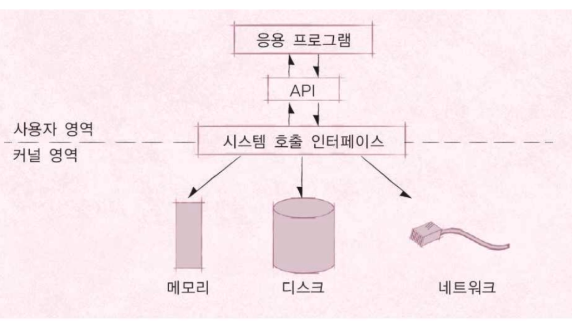 응용 프로그램
API
사용자 영역
시스템 호출 인터페이스
커널 영역
메모리
디스크
네트워크